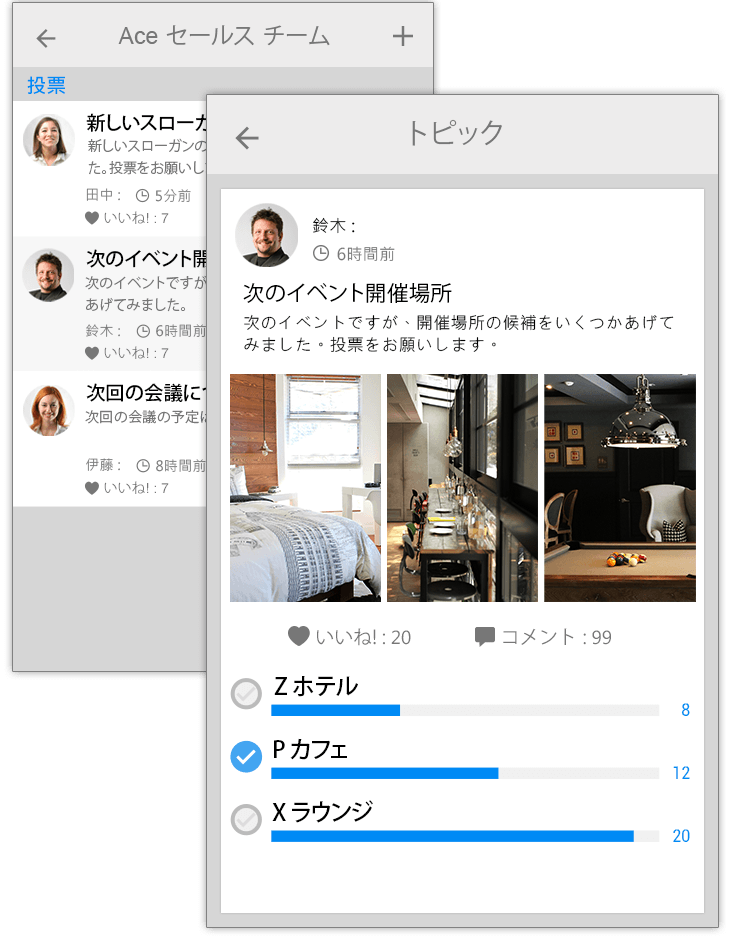 Ace セールス チーム
投票
新しいスローガ
新しいスローガンの
た。投票をお願いし
田中 : 5分前
いいね! : 7
次のイベント開
次のイベントですが
あげてみました。
鈴木 : 6時間前
いいね! : 7
次回の会議に
次回の会議の予定
伊藤 : 8時間前
いいね! : 7
トピック
鈴木 :
6時間前
次のイベント開催場所
次のイベントですが、開催場所の候補をいくつかあげて
みました。投票をお願いします。
いいね! : 20 コメント : 99
Z ホテル
8
P カフェ
12
X ラウンジ
20